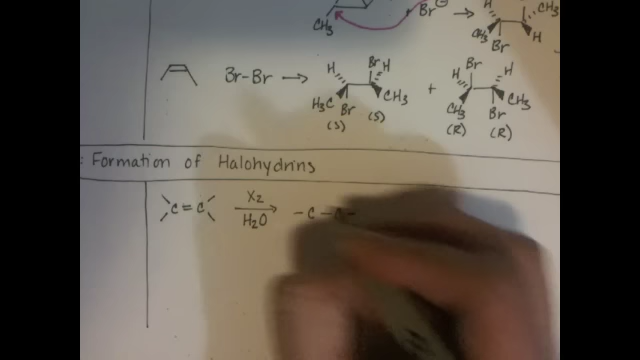 CH₃ Br⊖ → H CH₃ CH₃ Br H
Br-Br → H Br H H₃C Br CH₃ (S) (S) + H Br H CH₃ Br CH₃ (R) (R)
: Formation of Halohydrins
C=C X₂ H₂O → -C-C-